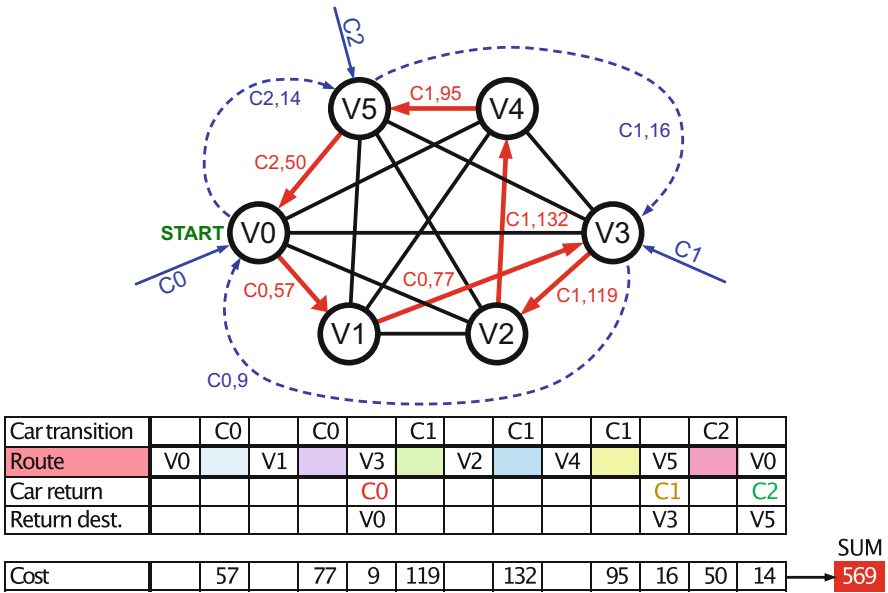 C2
V5
C1,95
V4
C2,14
C1,16
C2,50
START
V0
C1,132
V3
C0
C1
C0,57
C0,77
C1,119
V1
V2
C0,9
Car transition C0 C0 C1 C1 C1 C2
Route V0 V1 V3 V2 V4 V5 V0
Car return C0 C1 C2
Return dest. V0 V3 V5
SUM
Cost 57 77 9 119 132 95 16 50 14 569